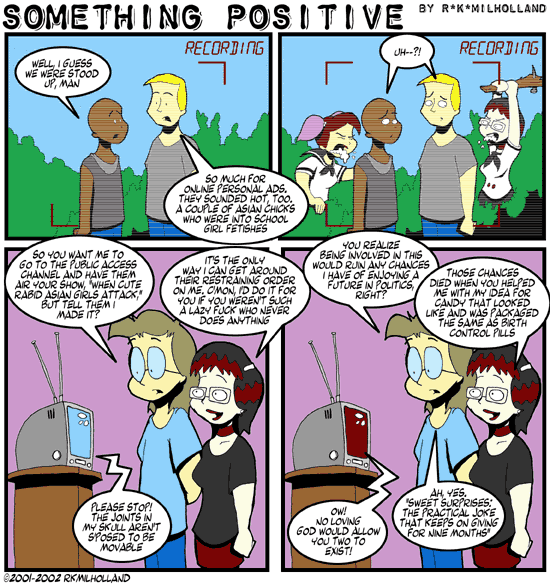 SOMETHING POSITIVE BY R*K*MILHOLLAND
RECORDING
WELL, I GUESS
WE WERE STOOD
UP, MAN
SO MUCH FOR
ONLINE PERSONAL ADS.
THEY SOUNDED HOT, TOO.
A COUPLE OF ASIAN CHICKS
WHO WERE INTO SCHOOL
GIRL FETISHES
RECORDING
UH--?!
SO YOU WANT ME TO
GO TO THE PUBLIC ACCESS
CHANNEL AND HAVE THEM
AIR YOUR SHOW, "WHEN CUTE
RABID ASIAN GIRLS ATTACK,"
BUT TELL THEM I
MADE IT?
IT'S THE ONLY
WAY I CAN GET AROUND
THEIR RESTRAINING ORDER
ON ME. C'MON, I'D DO IT FOR
YOU IF YOU WEREN'T SUCH
A LAZY FUCK WHO NEVER
DOES ANYTHING
PLEASE STOP!
THE JOINTS IN
MY SKULL AREN'T
SPOSED TO BE
MOVABLE
YOU REALIZE
BEING INVOLVED IN THIS
WOULD RUIN ANY CHANCES
I HAVE OF ENJOYING A
FUTURE IN POLITICS,
RIGHT?
THOSE CHANCES
DIED WHEN YOU HELPED
ME WITH MY IDEA FOR
CANDY THAT LOOKED
LIKE AND WAS PACKAGED
THE SAME AS BIRTH
CONTROL PILLS
OW!
NO LOVING
GOD WOULD ALLOW
YOU TWO TO
EXIST!
AH, YES,
"SWEET SURPRISES:
THE PRACTICAL JOKE
THAT KEEPS ON GIVING
FOR NINE MONTHS"
©2001-2002 RKMILHOLLAND